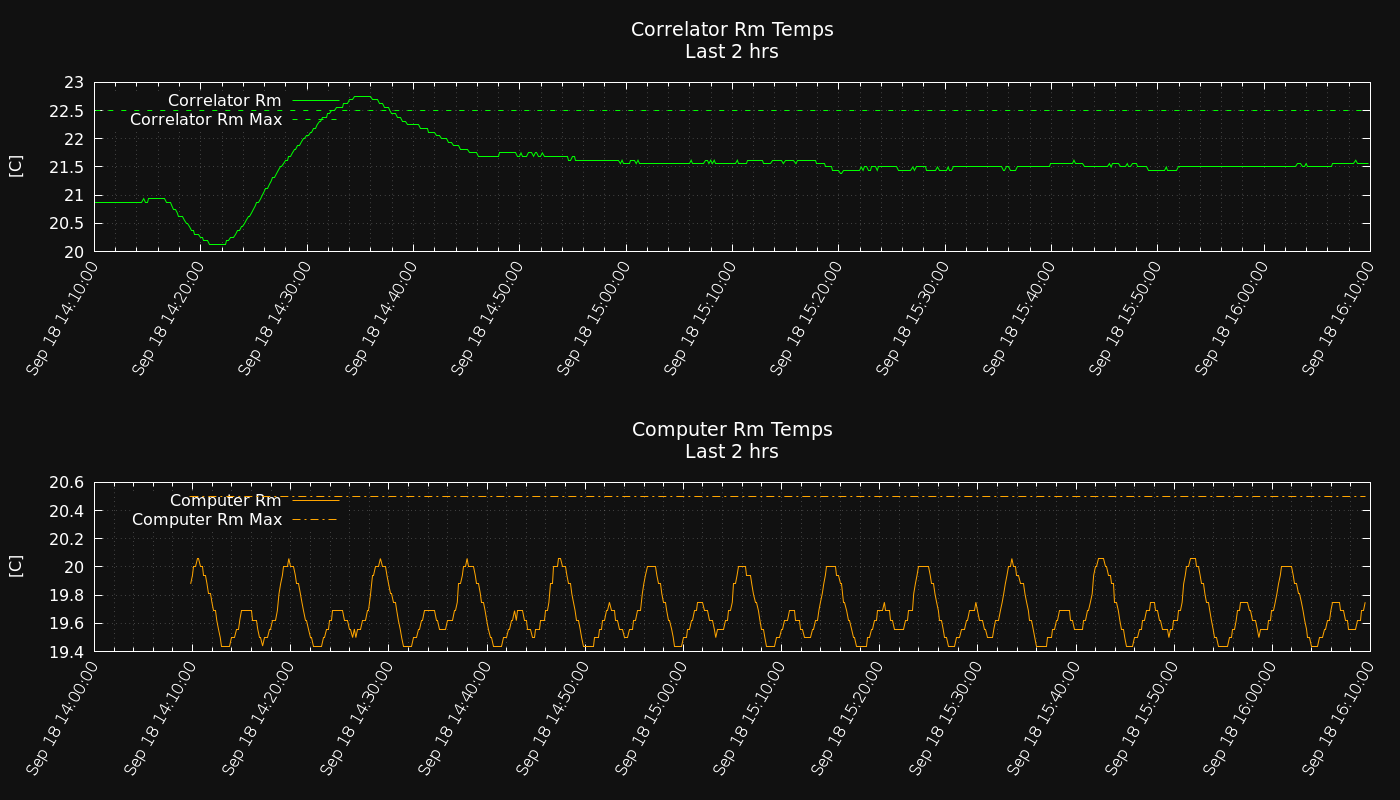 Correlator Rm Temps
Last 2 hrs
23
22.5
22
21.5
21
20.5
20
[C]
Correlator Rm
Correlator Rm Max
Sep 18 14:10:00
Sep 18 14:20:00
Sep 18 14:30:00
Sep 18 14:40:00
Sep 18 14:50:00
Sep 18 15:00:00
Sep 18 15:10:00
Sep 18 15:20:00
Sep 18 15:30:00
Sep 18 15:40:00
Sep 18 15:50:00
Sep 18 16:00:00
Sep 18 16:10:00
Computer Rm Temps
Last 2 hrs
20.6
20.4
20.2
20
19.8
19.6
19.4
[C]
Computer Rm
Computer Rm Max
Sep 18 14:00:00
Sep 18 14:10:00
Sep 18 14:20:00
Sep 18 14:30:00
Sep 18 14:40:00
Sep 18 14:50:00
Sep 18 15:00:00
Sep 18 15:10:00
Sep 18 15:20:00
Sep 18 15:30:00
Sep 18 15:40:00
Sep 18 15:50:00
Sep 18 16:00:00
Sep 18 16:10:00